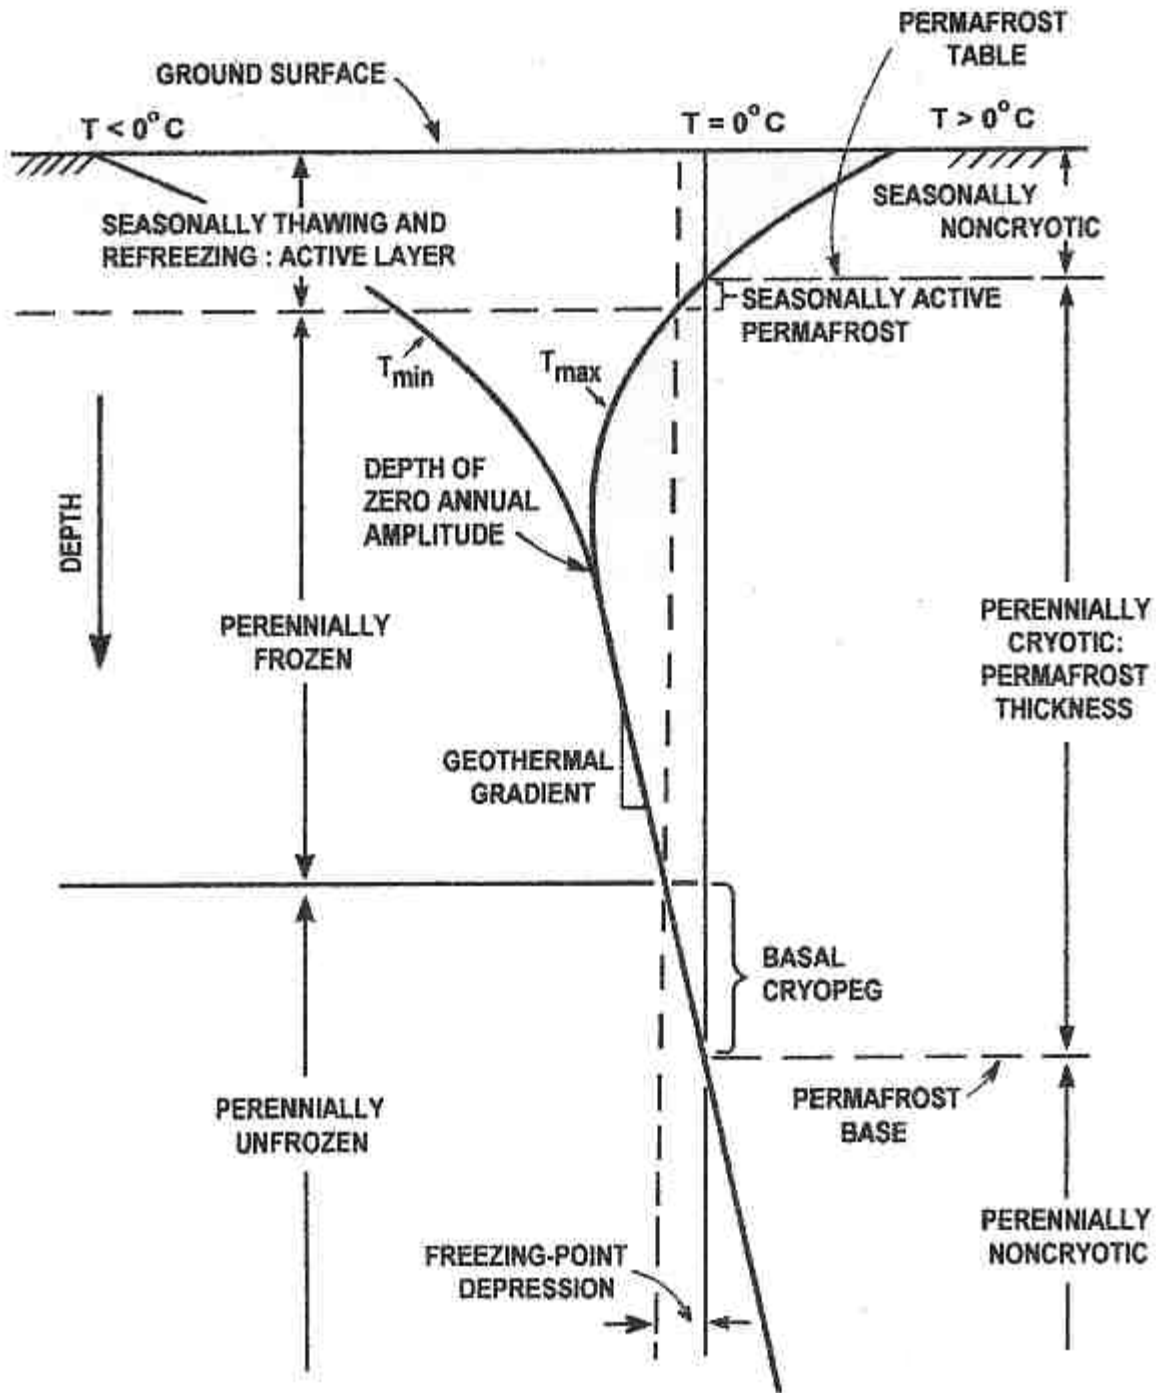 PERMAFROST
TABLE
GROUND SURFACE
T < 0°C
T = 0°C
T > 0°C
SEASONALLY
NONCRYOTIC
SEASONALLY THAWING AND
REFREEZING : ACTIVE LAYER
SEASONALLY ACTIVE
PERMAFROST
Tmin
Tmax
DEPTH OF
ZERO ANNUAL
AMPLITUDE
DEPTH
PERENNIALLY
FROZEN
PERENNIALLY
CRYOTIC:
PERMAFROST
THICKNESS
GEOTHERMAL
GRADIENT
BASAL
CRYOPEG
PERMAFROST
BASE
PERENNIALLY
UNFROZEN
PERENNIALLY
NONCRYOTIC
FREEZING-POINT
DEPRESSION